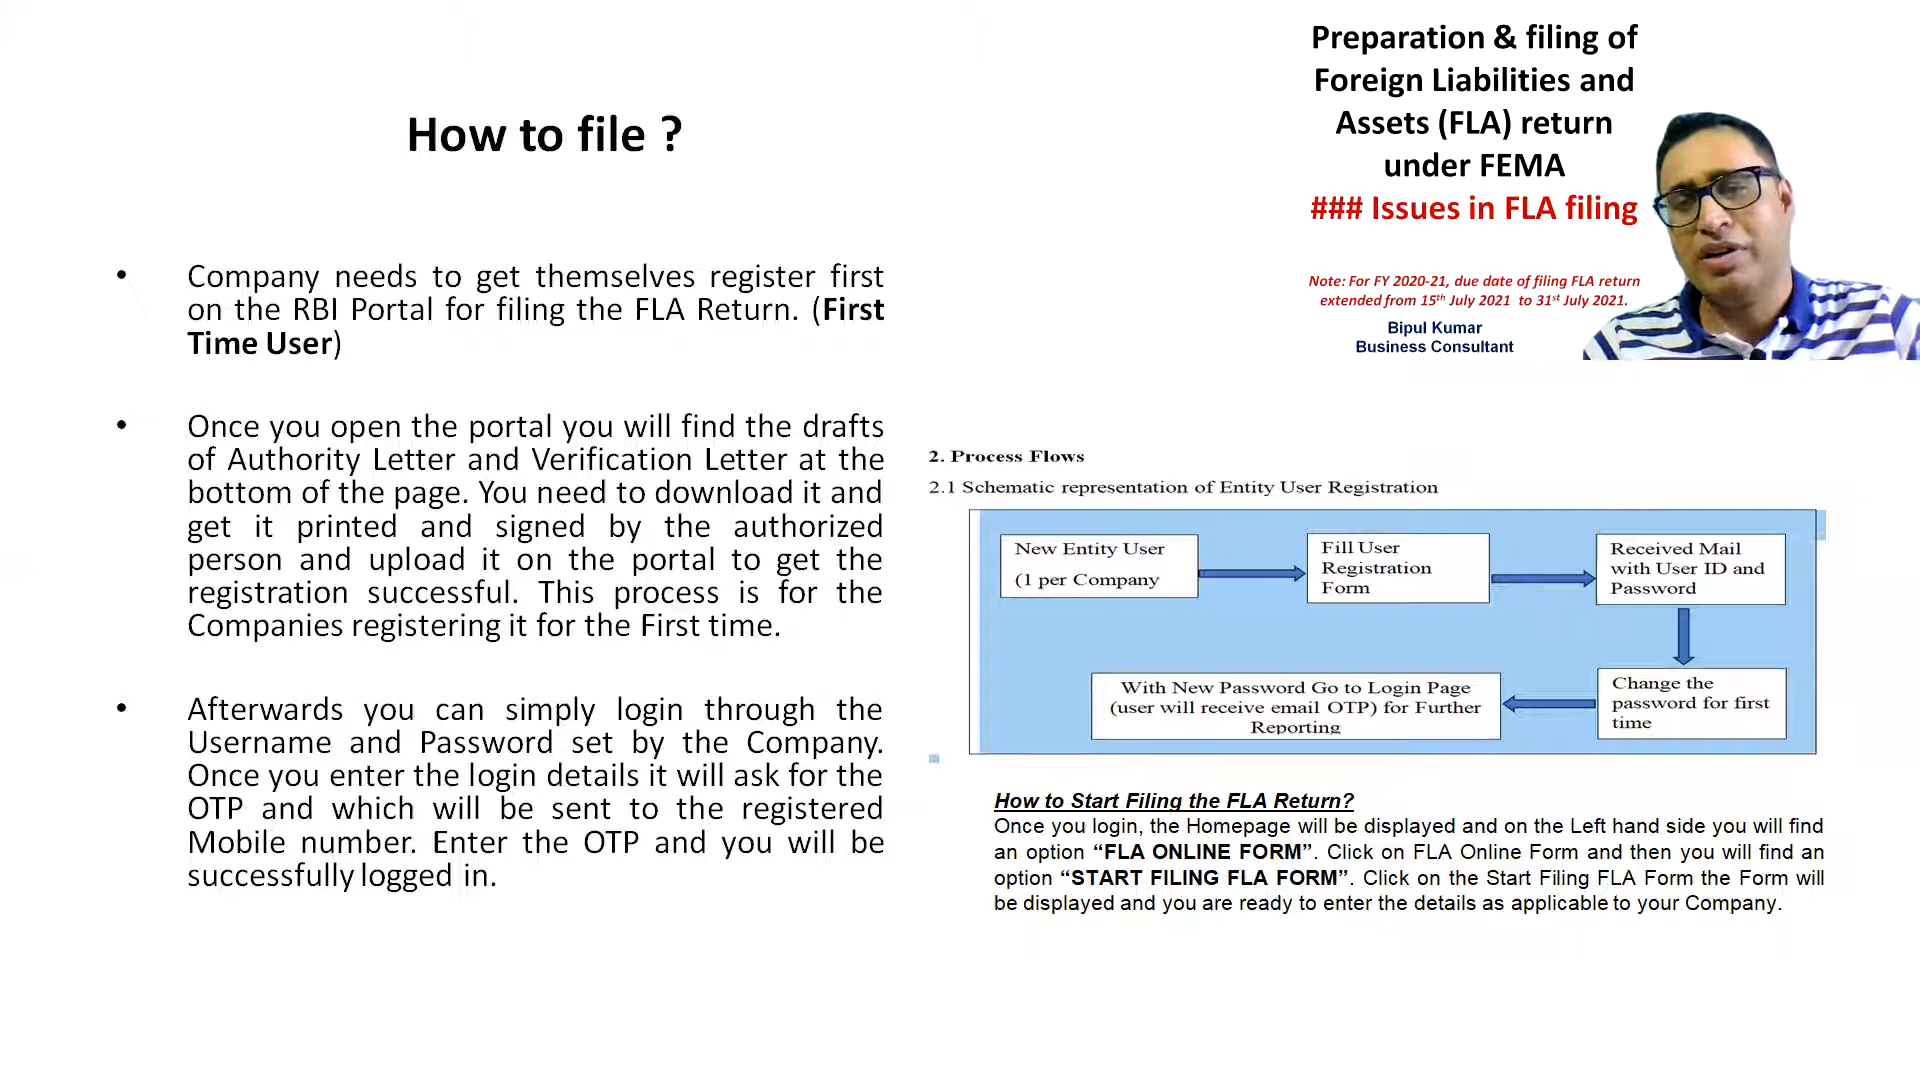 How to file ?
• Company needs to get themselves register first
on the RBI Portal for filing the FLA Return. (First
Time User)
• Once you open the portal you will find the drafts
of Authority Letter and Verification Letter at the
bottom of the page. You need to download it and
get it printed and signed by the authorized
person and upload it on the portal to get the
registration successful. This process is for the
Companies registering it for the First time.
• Afterwards you can simply login through the
Username and Password set by the Company.
Once you enter the login details it will ask for the
OTP and which will be sent to the registered
Mobile number. Enter the OTP and you will be
successfully logged in.
Preparation & filing of
Foreign Liabilities and
Assets (FLA) return
under FEMA
### Issues in FLA filing
Note: For FY 2020-21, due date of filing FLA return
extended from 15th July 2021 to 31st July 2021.
Bipul Kumar
Business Consultant
2. Process Flows
2.1 Schematic representation of Entity User Registration
New Entity User
(1 per Company
Fill User
Registration
Form
Received Mail
with User ID and
Password
Change the
password for first
time
With New Password Go to Login Page
(user will receive email OTP) for Further
Reporting
How to Start Filing the FLA Return?
Once you login, the Homepage will be displayed and on the Left hand side you will find
an option “FLA ONLINE FORM”. Click on FLA Online Form and then you will find an
option “START FILING FLA FORM”. Click on the Start Filing FLA Form the Form will
be displayed and you are ready to enter the details as applicable to your Company.